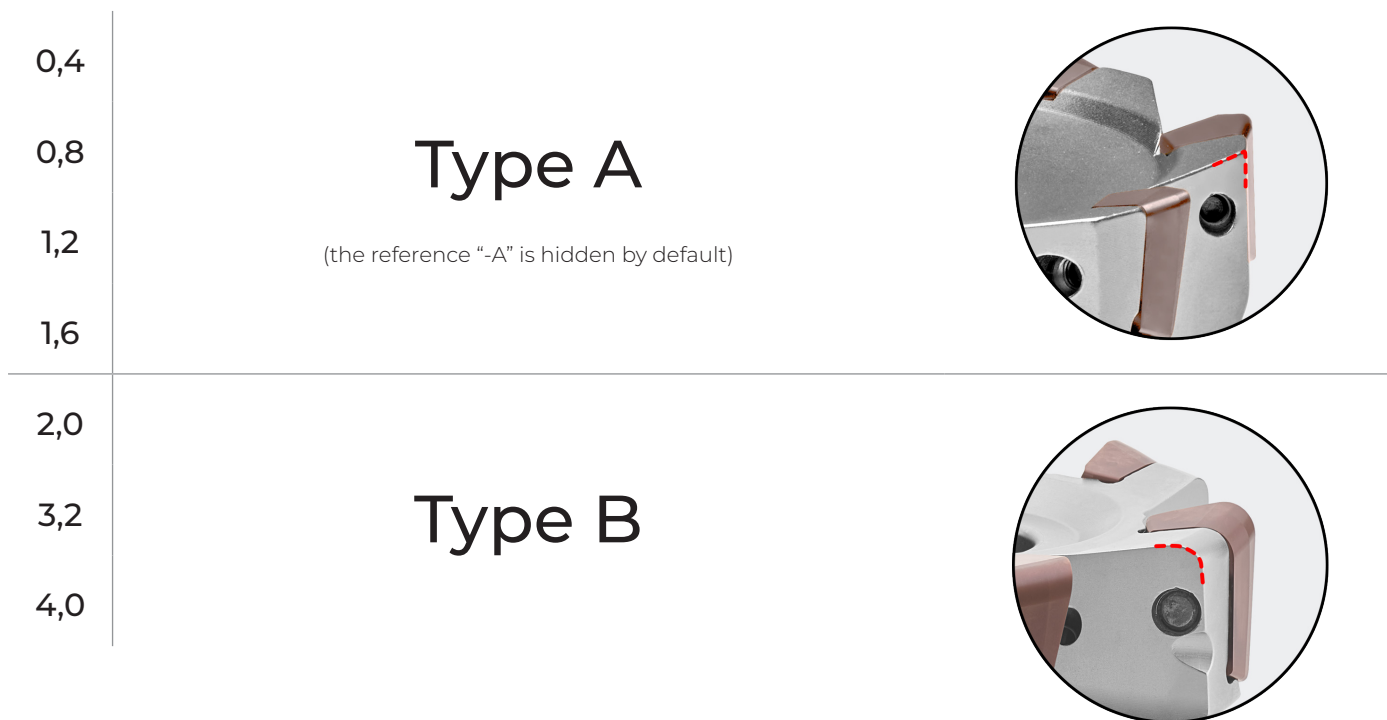 0,4
0,8
1,2
1,6
Type A
(the reference “-A” is hidden by default)
2,0
3,2
4,0
Type B